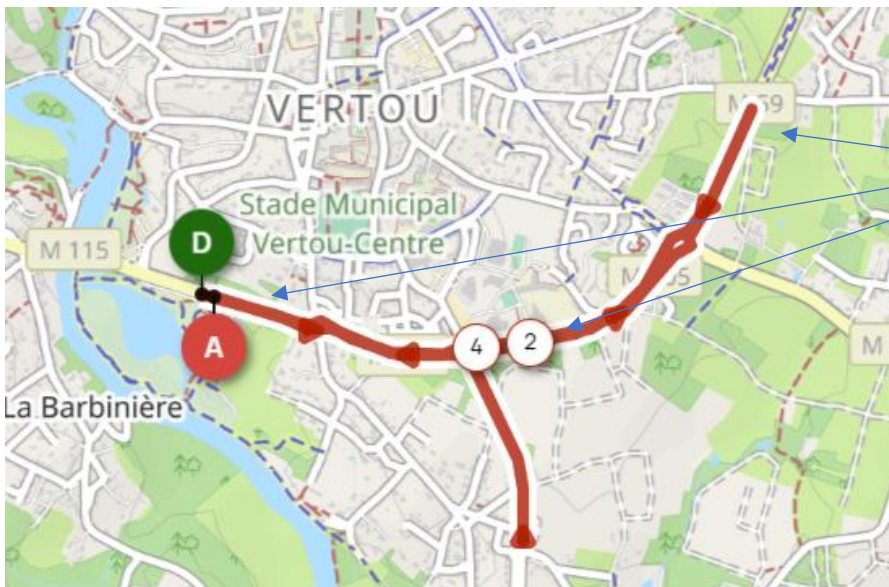 VERTOU
M 59
Stade Municipal
Vertou-Centre
D
M 115
A
4
2
M
La Barbinière